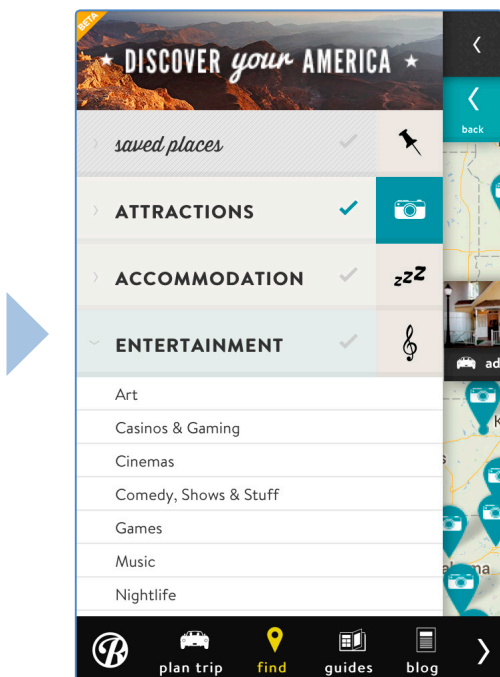 BETA
DISCOVER your AMERICA
back
saved places
ATTRACTIONS
ACCOMMODATION
zzZ
ENTERTAINMENT
ad
Art
Casinos & Gaming
Cinemas
Comedy, Shows & Stuff
Games
Music
Nightlife
R
plan trip
find
guides
blog